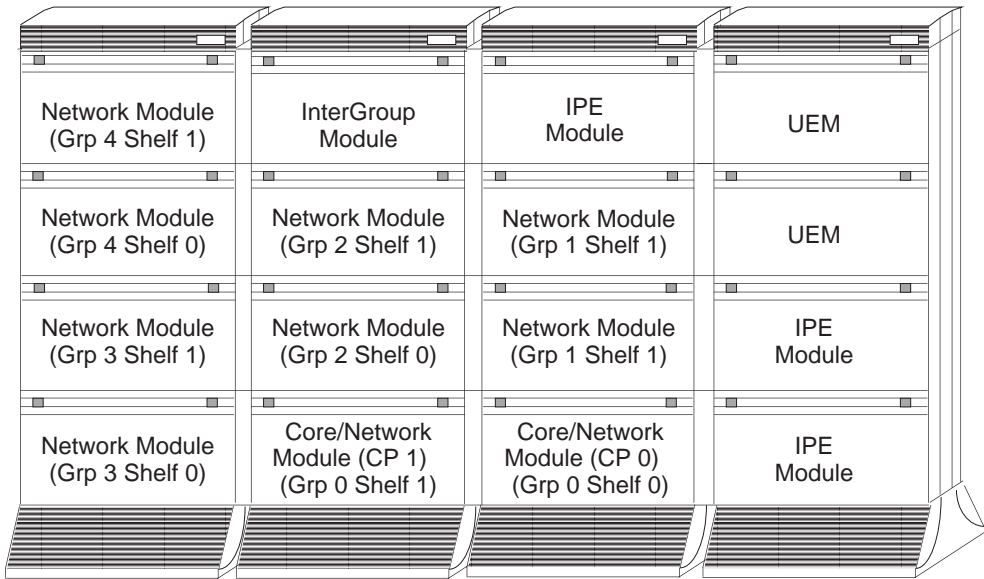 Network Module
(Grp 4 Shelf 1)
InterGroup
Module
IPE
Module
UEM
Network Module
(Grp 4 Shelf 0)
Network Module
(Grp 2 Shelf 1)
Network Module
(Grp 1 Shelf 1)
UEM
Network Module
(Grp 3 Shelf 1)
Network Module
(Grp 2 Shelf 0)
Network Module
(Grp 1 Shelf 1)
IPE
Module
Network Module
(Grp 3 Shelf 0)
Core/Network
Module (CP 1)
(Grp 0 Shelf 1)
Core/Network
Module (CP 0)
(Grp 0 Shelf 0)
IPE
Module